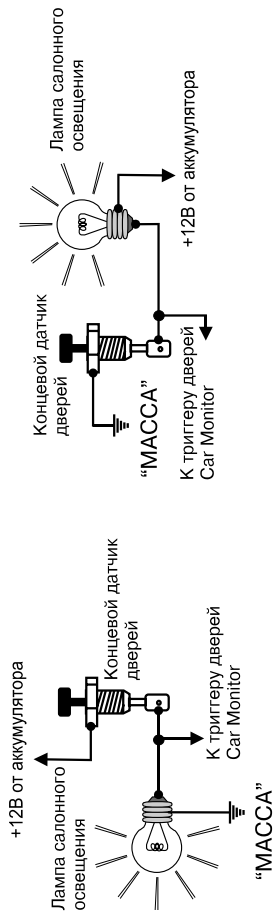 +12В от аккумулятора
Лампа салонного
освещения
Концевой датчик
дверей
К триггеру дверей
Car Monitor
“МАССА”
Концевой датчик
дверей
Лампа салонного
освещения
“МАССА”
К триггеру дверей
Car Monitor
+12В от аккумулятора